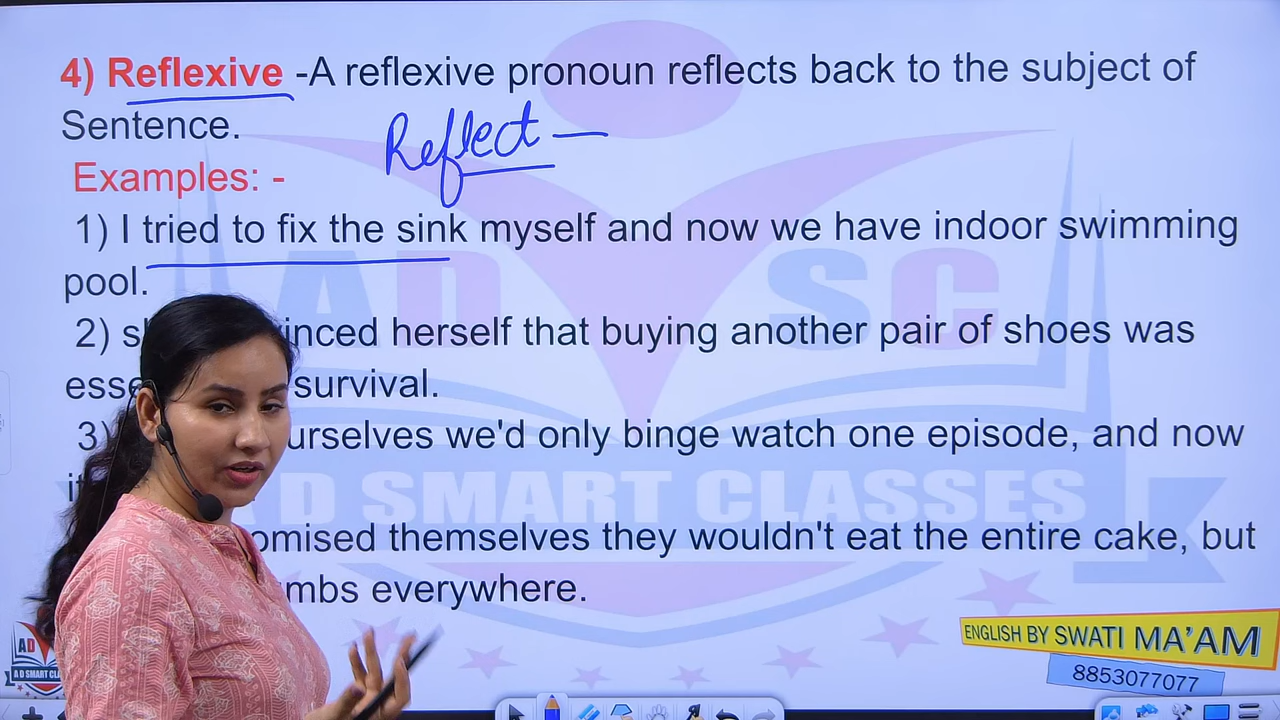 4) Reflexive -A reflexive pronoun reflects back to the subject of
Sentence.
Reflect —
Examples: -
1) I tried to fix the sink myself and now we have indoor swimming
pool.
2) inced herself that buying another pair of shoes was
survival.
3) urselves we'd only binge watch one episode, and now
omised themselves they wouldn't eat the entire cake, but
mbs everywhere.
ADSC
A D SMART CLASSES
ENGLISH BY SWATI MA'AM
8853077077
AD
A D SMART CLA